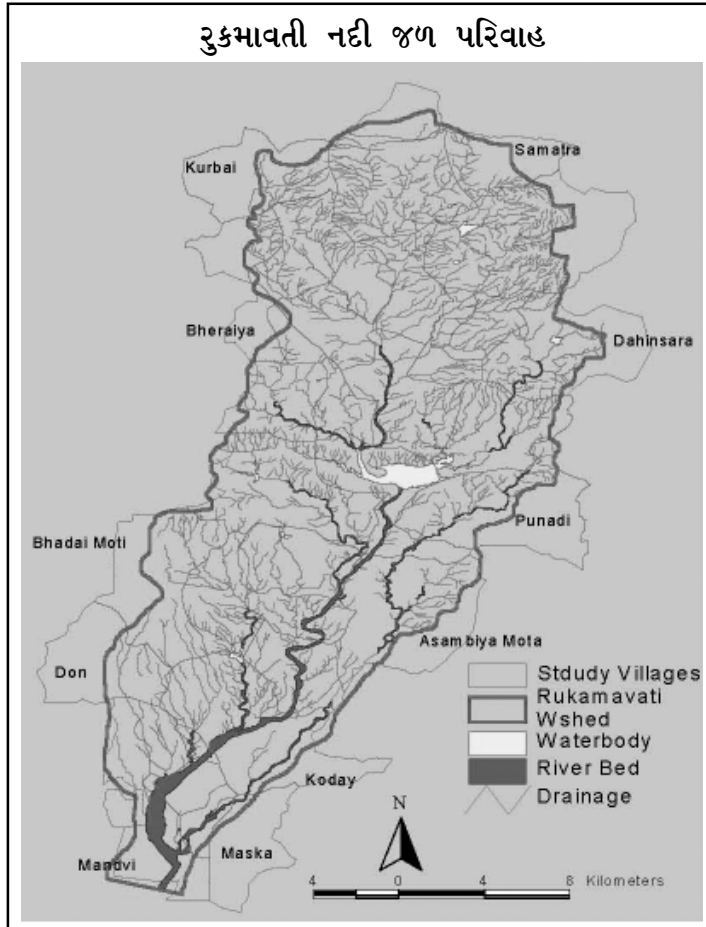 રુકમાવતી નદી જળ પરિવાહ
Samatra
Kurbai
Bheraiya
Dahinsara
Punadi
Bhadai Moti
Asambiya Mota
Don
Stdudy Villages
Rukamavati
Wshed
Waterbody
River Bed
Drainage
Koday
N
Maska
Mandvi
4 0 4 8 Kilometers